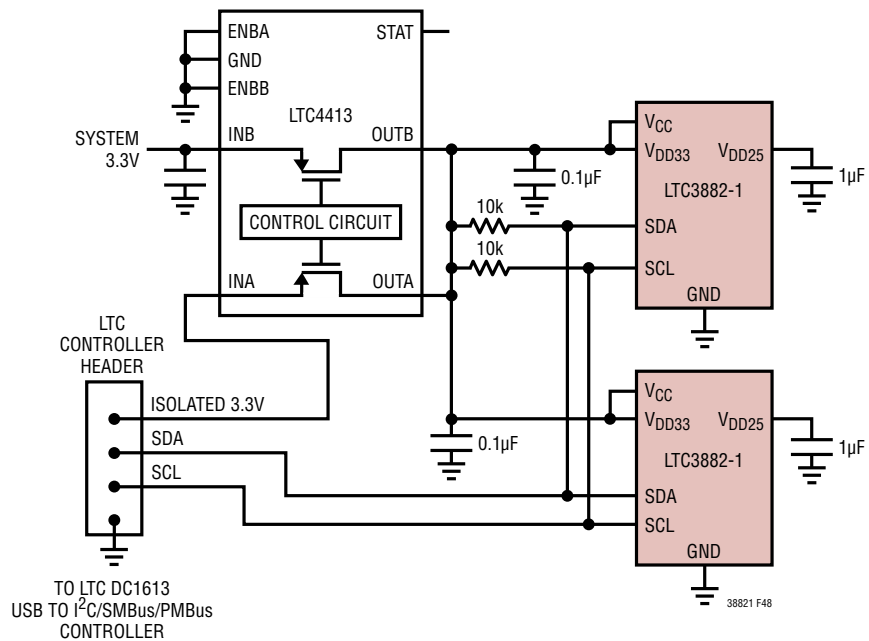 ENBA
STAT
GND
ENBB
LTC4413
SYSTEM
3.3V
INB
OUTB
CONTROL CIRCUIT
INA
OUTA
0.1µF
10k
10k
VCC
VDD33
VDD25
LTC3882-1
SDA
SCL
GND
1µF
LTC
CONTROLLER
HEADER
ISOLATED 3.3V
SDA
SCL
0.1µF
VCC
VDD33
VDD25
LTC3882-1
SDA
SCL
GND
1µF
TO LTC DC1613
USB TO I2C/SMBus/PMBus
CONTROLLER
38821 F48